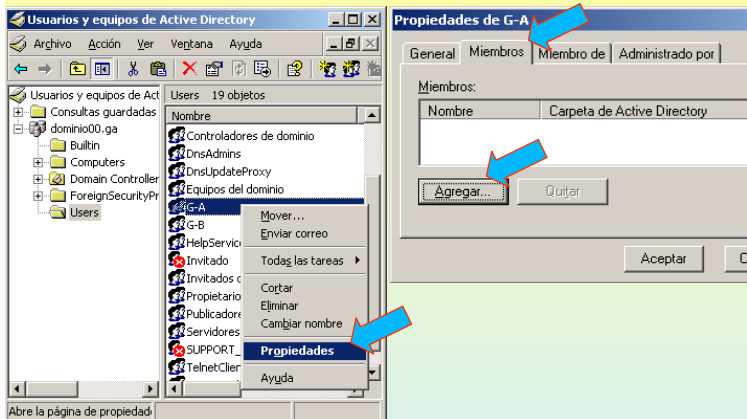 Usuarios y equipos de Active Directory
Archivo Acción Ver Ventana Ayuda
Usuarios y equipos de Act
Consultas guardadas
dominio00.ga
Builtin
Computers
Domain Controller
ForeignSecurityPr
Users
Users 19 objetos
Nombre
Controladores de dominio
DnsAdmins
DnsUpdateProxy
Equipos del dominio
G-A
G-B
HelpService
Invitado
Invitados
Propietario
Publicadore
Servidores
SUPPORT_
TelnetClien
Mover...
Enviar correo
Todas las tareas
Cortar
Eliminar
Cambiar nombre
Propiedades
Ayuda
Abre la página de propiedad
Propiedades de G-A
General Miembros Miembro de Administrado por
Miembros:
Nombre Carpeta de Active Directory
Agregar... Quitar
Aceptar